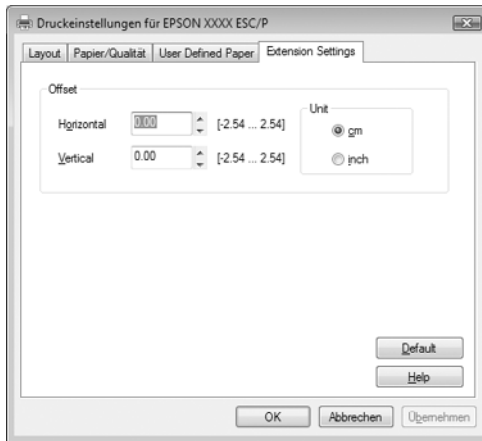 Druckeinstellungen für EPSON XXXX ESC/P
Layout Papier/Qualität User Defined Paper Extension Settings
Offset
Horizontal 0.00 [-2.54 ... 2.54]
Vertical 0.00 [-2.54 ... 2.54]
Unit
cm
inch
Default
Help
OK Abbrechen Übernehmen